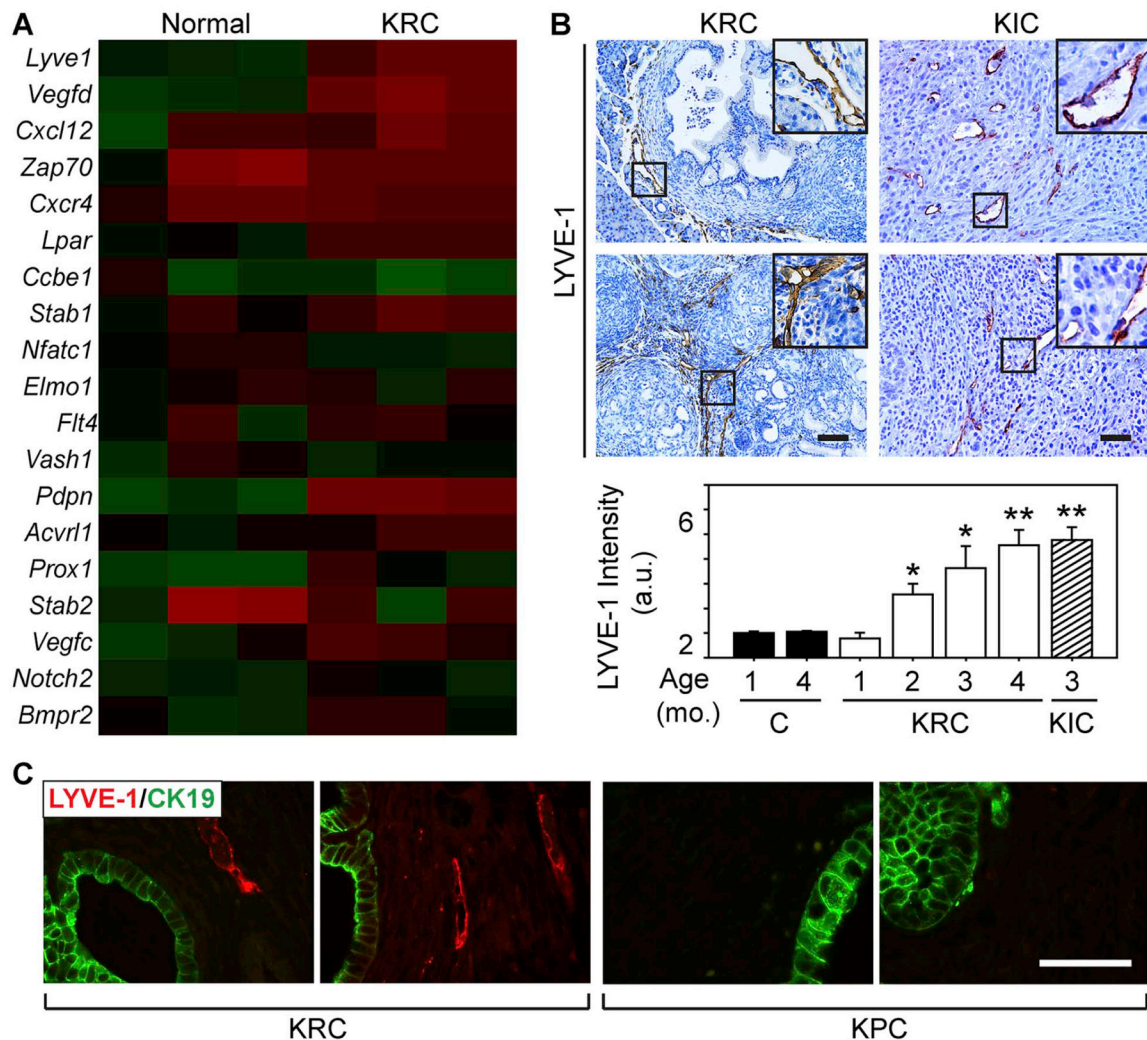 A
Normal KRC
Lyve1
Vegfd
Cxcl12
Zap70
Cxcr4
Lpar
Ccbe1
Stab1
Nfatc1
Elmo1
Flt4
Vash1
Pdpn
Acvrl1
Prox1
Stab2
Vegfc
Notch2
Bmpr2
B
KRC KIC
LYVE-1
LYVE-1 Intensity
(a.u.)
6
2
* * ** **
Age 1 4 1 2 3 4 3
(mo.) C KRC KIC
C
LYVE-1/CK19
KRC KPC